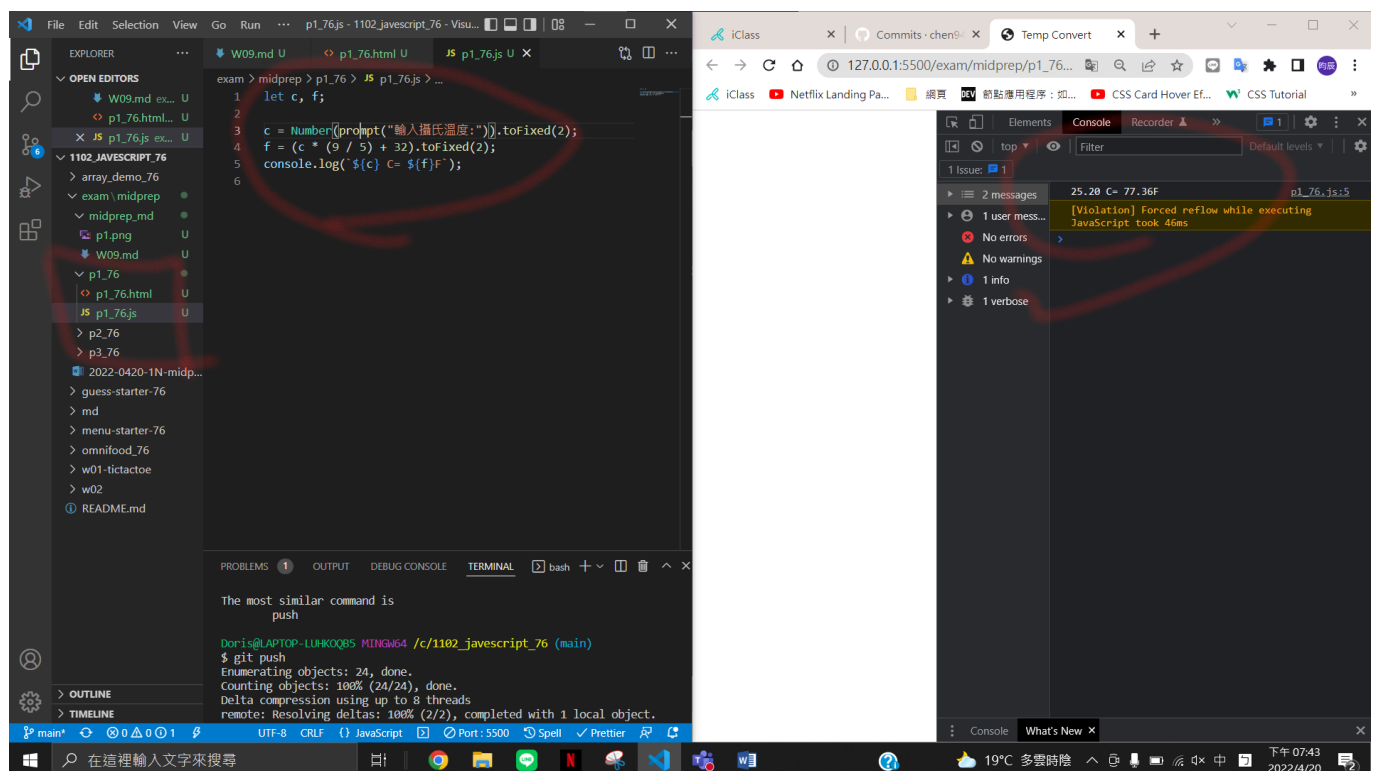 File Edit Selection View Go Run ··· p1_76.js - 1102_javescript_76 - Visu...
EXPLORER ···
OPEN EDITORS
W09.md ex... U
p1_76.html... U
JS p1_76.js ex... U
1102_JAVESCRIPT_76
array_demo_76
exam\midprep
midprep_md
p1.png U
W09.md U
p1_76
p1_76.html U
JS p1_76.js U
p2_76
p3_76
2022-0420-1N-midp...
guess-starter-76
md
menu-starter-76
omnifood_76
w01-tictactoe
w02
README.md
OUTLINE
TIMELINE
6
W09.md U p1_76.html U JS p1_76.js U
exam > midprep > p1_76 > JS p1_76.js > ...
1 let c, f;
2
3 c = Number(prompt("輸入攝氏溫度:")).toFixed(2);
4 f = (c * (9 / 5) + 32).toFixed(2);
5 console.log(`${c} C= ${f}F`);
6
PROBLEMS 1 OUTPUT DEBUG CONSOLE TERMINAL bash
The most similar command is
push
Doris@LAPTOP-LUHKOQB5 MINGW64 /c/1102_javescript_76 (main)
$ git push
Enumerating objects: 24, done.
Counting objects: 100% (24/24), done.
Delta compression using up to 8 threads
remote: Resolving deltas: 100% (2/2), completed with 1 local object.
main* 0 0 1 UTF-8 CRLF {} JavaScript Port : 5500 Spell Prettier
iClass Commits · chen94 Temp Convert
127.0.0.1:5500/exam/midprep/p1_76...
iClass Netflix Landing Pa... 網頁 DEV 節點應用程序:如... CSS Card Hover Ef... CSS Tutorial
Elements Console Recorder 1
top Filter Default levels
1 Issue: 1
2 messages
1 user mess...
No errors
No warnings
1 info
1 verbose
25.20 C= 77.36F p1_76.js:5
[Violation] Forced reflow while executing
JavaScript took 46ms
Console What's New
在這裡輸入文字來搜尋
19°C 多雲時陰
中
下午 07:43
2022/4/20